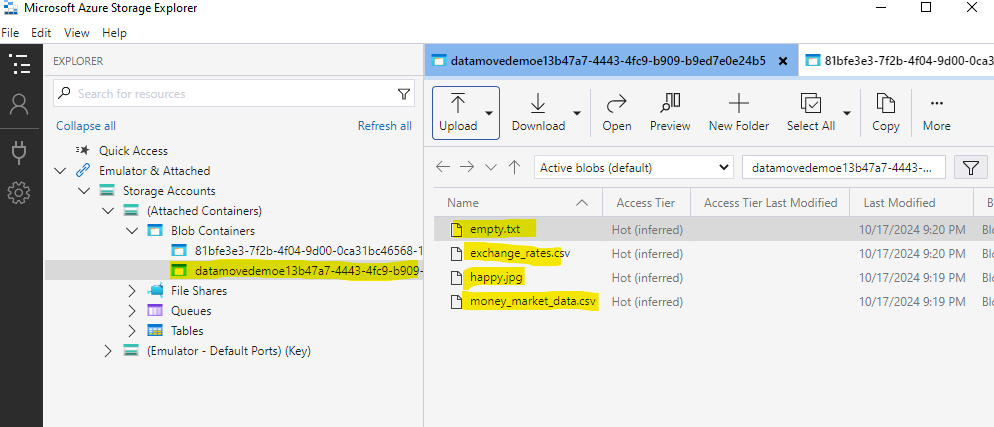 Microsoft Azure Storage Explorer
File Edit View Help
EXPLORER
Search for resources
Collapse all Refresh all
Quick Access
Emulator & Attached
Storage Accounts
(Attached Containers)
Blob Containers
81bfe3e3-7f2b-4f04-9d00-0ca31bc46568-1
datamovedemoe13b47a7-4443-4fc9-b909-
File Shares
Queues
Tables
(Emulator - Default Ports) (Key)
datamovedemoe13b47a7-4443-4fc9-b909-b9ed7e0e24b5 81bfe3e3-7f2b-4f04-9d00-0ca3
Upload Download Open Preview New Folder Select All Copy More
Active blobs (default) datamovedemoe13b47a7-4443-...
Name Access Tier Access Tier Last Modified Last Modified B
empty.txt Hot (inferred) 10/17/2024 9:20 PM Blo
exchange_rates.csv Hot (inferred) 10/17/2024 9:20 PM Blo
happy.jpg Hot (inferred) 10/17/2024 9:19 PM Blo
money_market_data.csv Hot (inferred) 10/17/2024 9:19 PM Blo